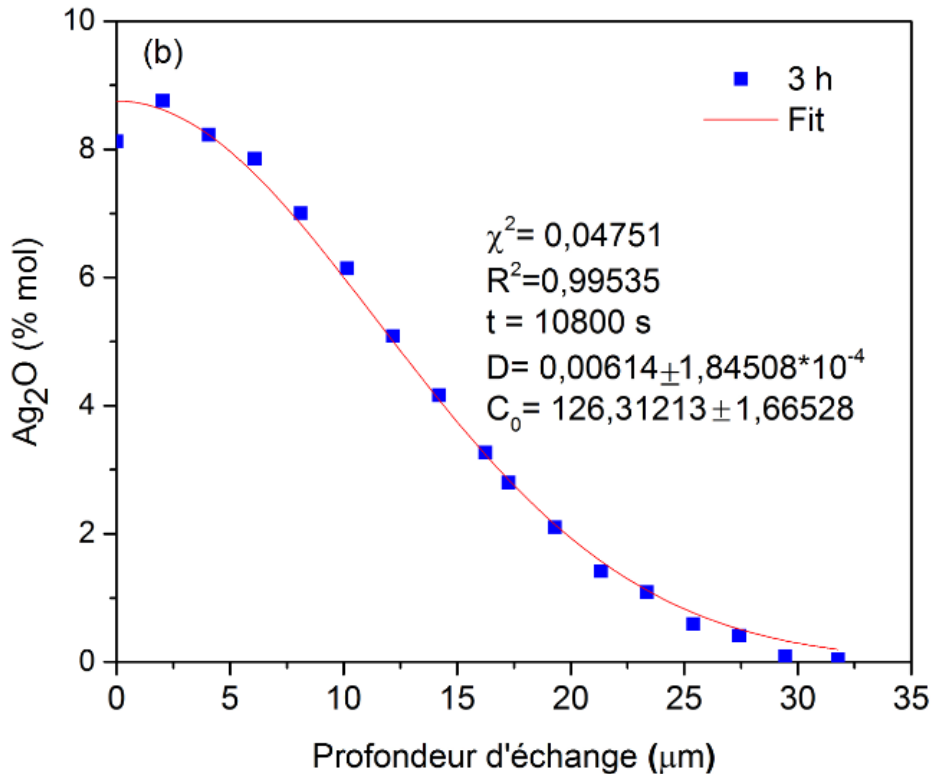 (b)
3 h
Fit
χ²= 0,04751
R²=0,99535
t = 10800 s
D= 0,00614±1,84508*10⁻⁴
C₀= 126,31213±1,66528
Ag₂O (% mol)
10
8
6
4
2
0
0 5 10 15 20 25 30 35
Profondeur d'échange (μm)